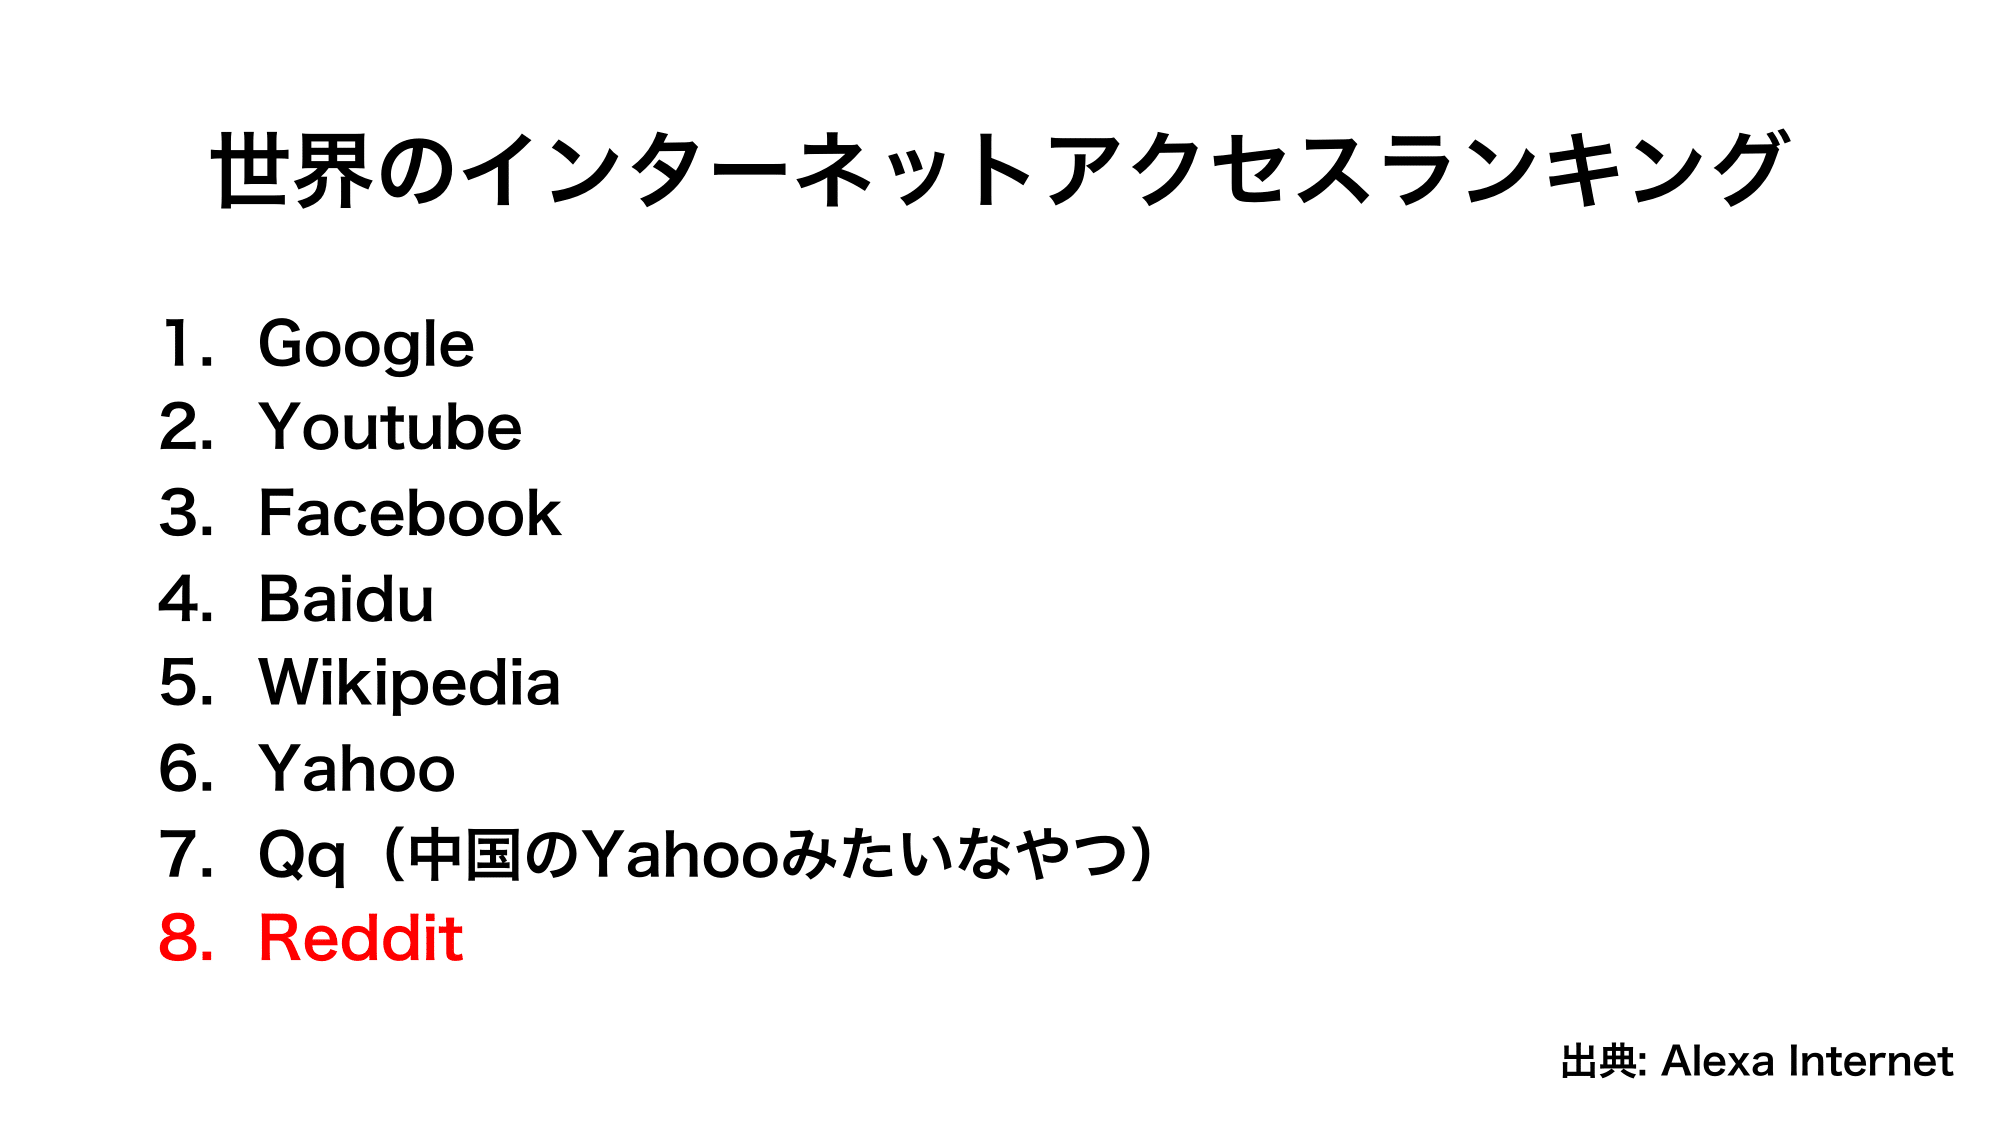 世界のインターネットアクセスランキング
1. Google
2. Youtube
3. Facebook
4. Baidu
5. Wikipedia
6. Yahoo
7. Qq（中国のYahooみたいなやつ）
8. Reddit
出典: Alexa Internet